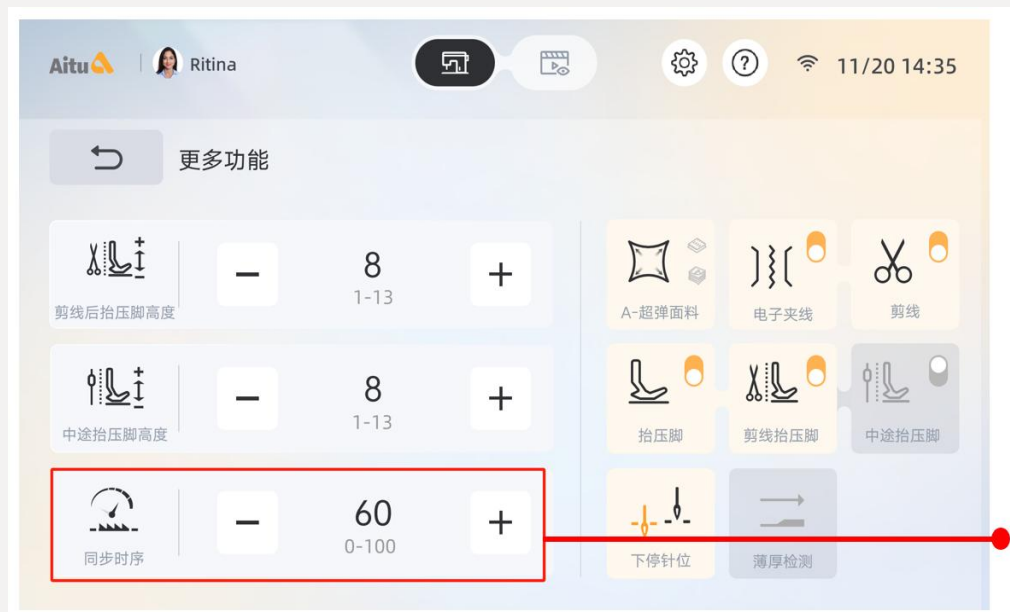 Aitu
Ritina
11/20 14:35
更多功能
剪线后抬压脚高度
8
1-13
中途抬压脚高度
8
1-13
同步时序
60
0-100
A-超弹面料
电子夹线
剪线
抬压脚
剪线抬压脚
中途抬压脚
下停针位
薄厚检测